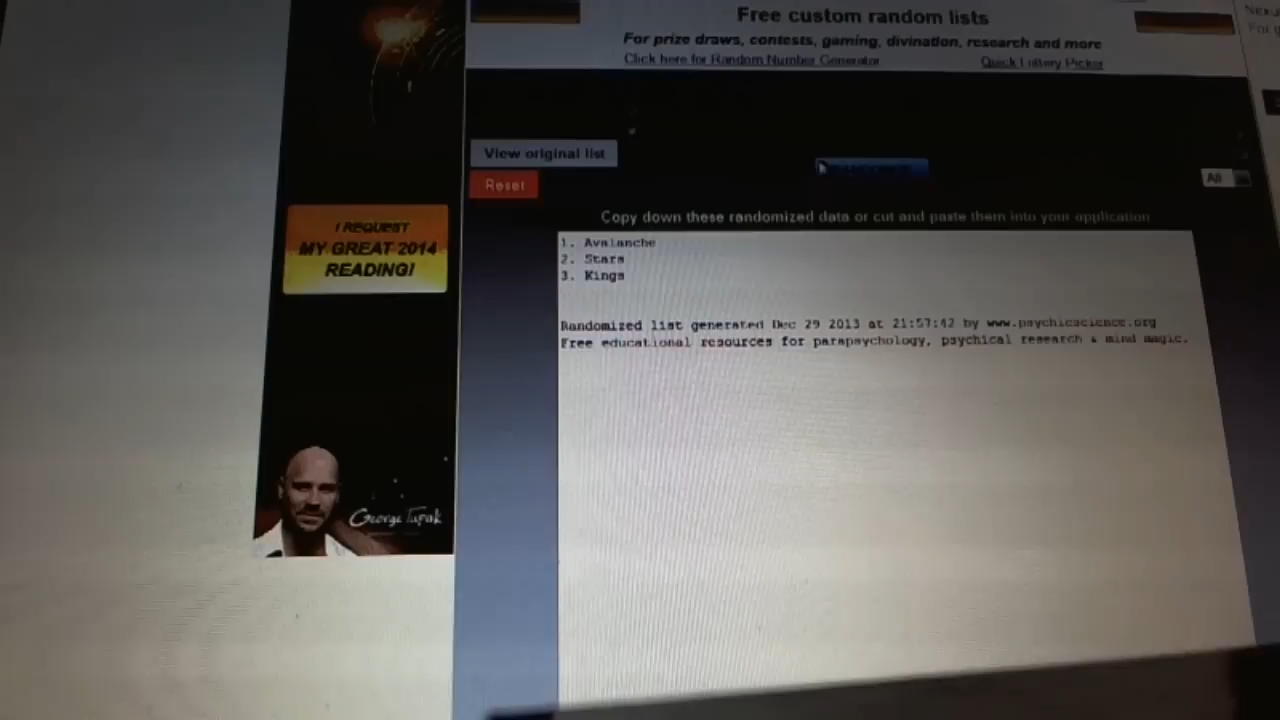 Free custom random lists
For prize draws, contests, gaming, divination, research and more
Click here for Random Number Generator
Quick Lottery Picker
View original list
Reset
All
Copy down these randomized data or cut and paste them into your application
1. Avalanche
2. Stars
3. Kings
Randomized list generated Dec 29 2013 at 21:57:42 by www.psychicscience.org
Free educational resources for parapsychology, psychical research & mind magic.
I REQUEST
MY GREAT 2014
READING!
George Tupak